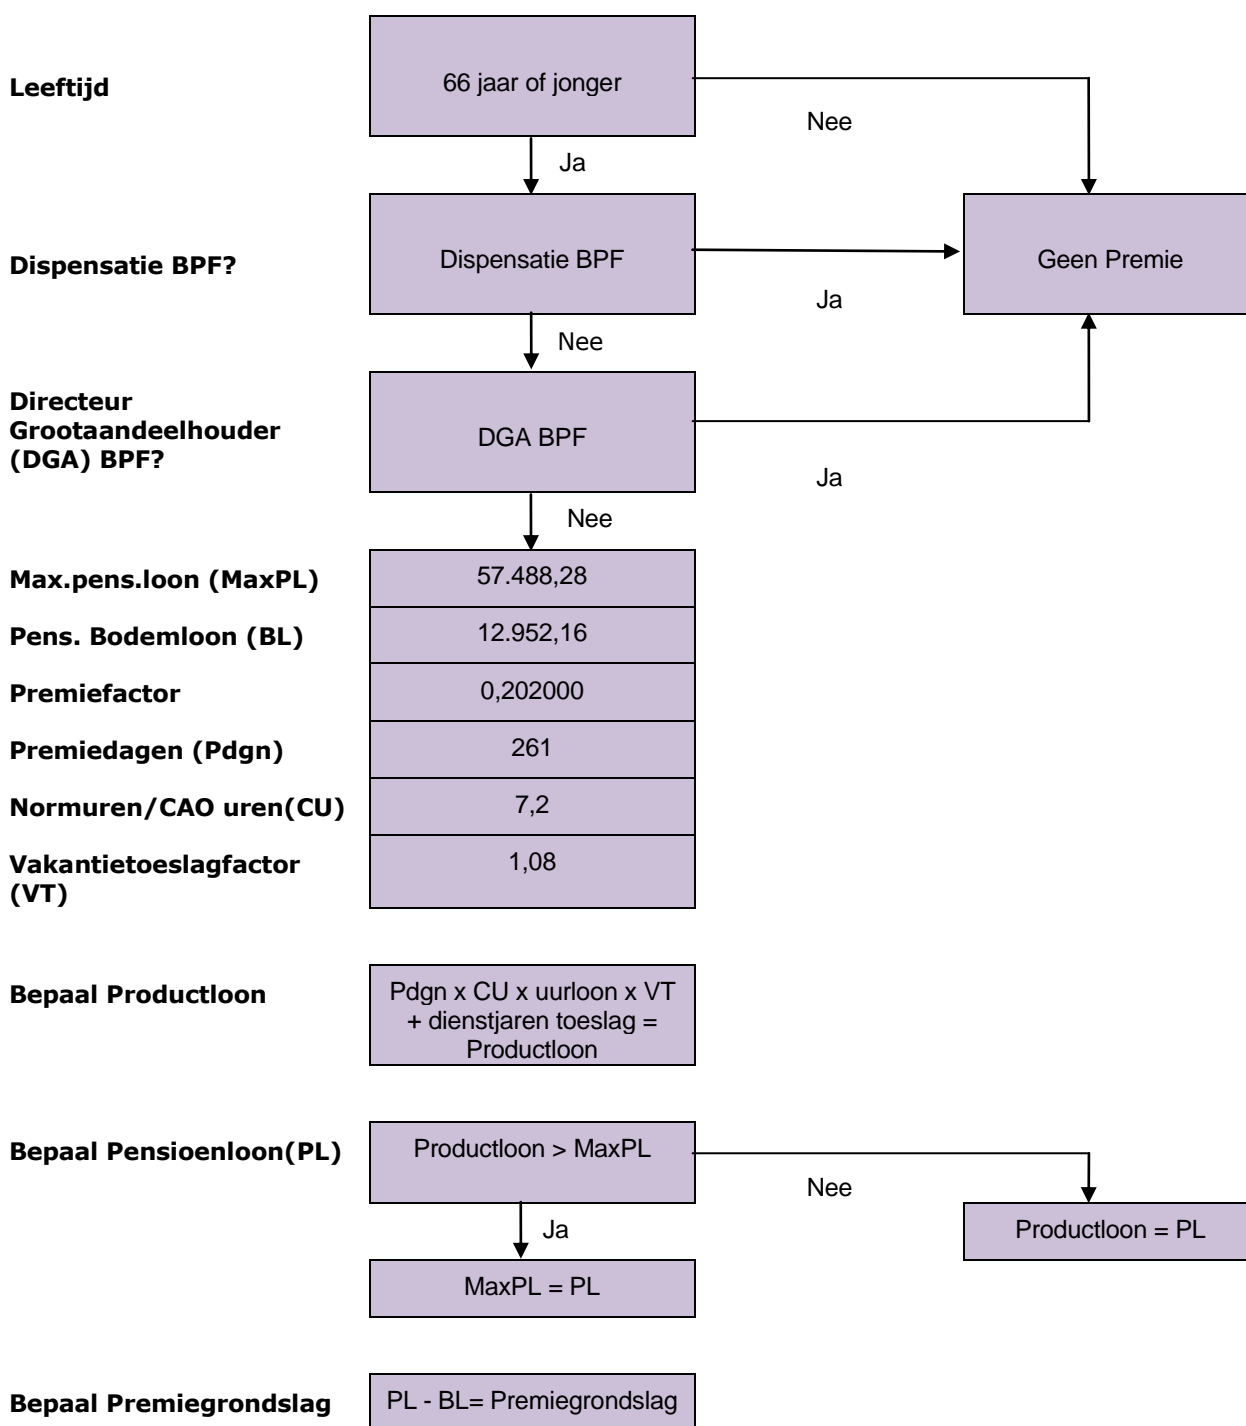 66 jaar of jonger
Leeftijd
Nee
Ja
Dispensatie BPF?
Dispensatie BPF
Geen Premie
Ja
Nee
Directeur
Grootaandeelhouder
(DGA) BPF?
DGA BPF
Ja
Nee
Max.pens.loon (MaxPL)
57.488,28
Pens. Bodemloon (BL)
12.952,16
Premiefactor
0,202000
Premiedagen (Pdgn)
261
Normuren/CAO uren(CU)
7,2
Vakantietoeslagfactor
(VT)
1,08
Bepaal Productloon
Pdgn x CU x uurloon x VT
+ dienstjaren toeslag =
Productloon
Bepaal Pensioenloon(PL)
Productloon > MaxPL
Nee
Ja
Productloon = PL
MaxPL = PL
Bepaal Premiegrondslag
PL - BL= Premiegrondslag